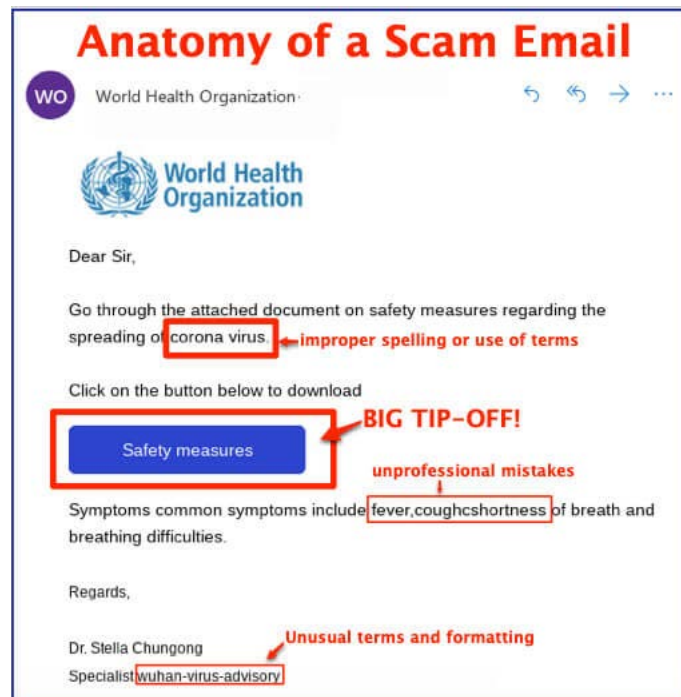 Anatomy of a Scam Email
WO
World Health Organization·
World Health
Organization
Dear Sir,
Go through the attached document on safety measures regarding the
spreading of corona virus.
improper spelling or use of terms
Click on the button below to download
BIG TIP-OFF!
Safety measures
unprofessional mistakes
Symptoms common symptoms include fever,coughcshortness of breath and
breathing difficulties.
Regards,
Dr. Stella Chungong
Unusual terms and formatting
Specialist wuhan-virus-advisory